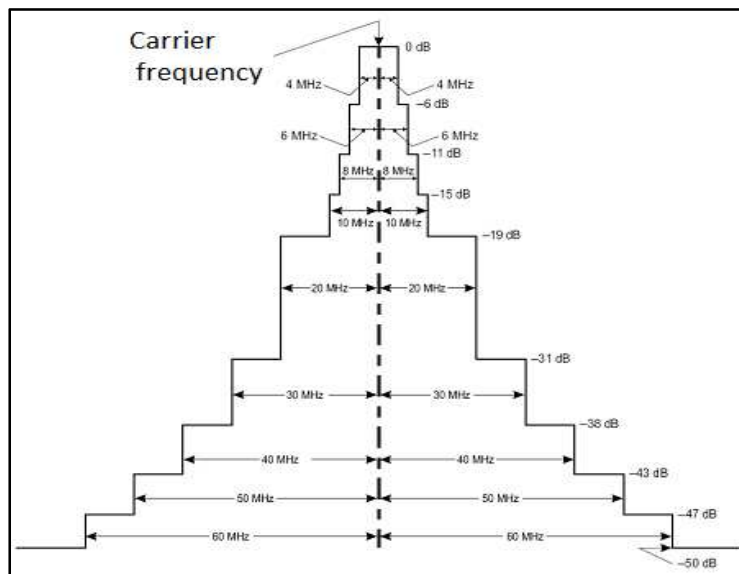 Carrier
frequency
0 dB
4 MHz 4 MHz
–6 dB
6 MHz 6 MHz
–11 dB
8 MHz 8 MHz
–15 dB
10 MHz 10 MHz
–19 dB
20 MHz 20 MHz
–31 dB
30 MHz 30 MHz
–38 dB
40 MHz 40 MHz
–43 dB
50 MHz 50 MHz
–47 dB
60 MHz 60 MHz
–50 dB